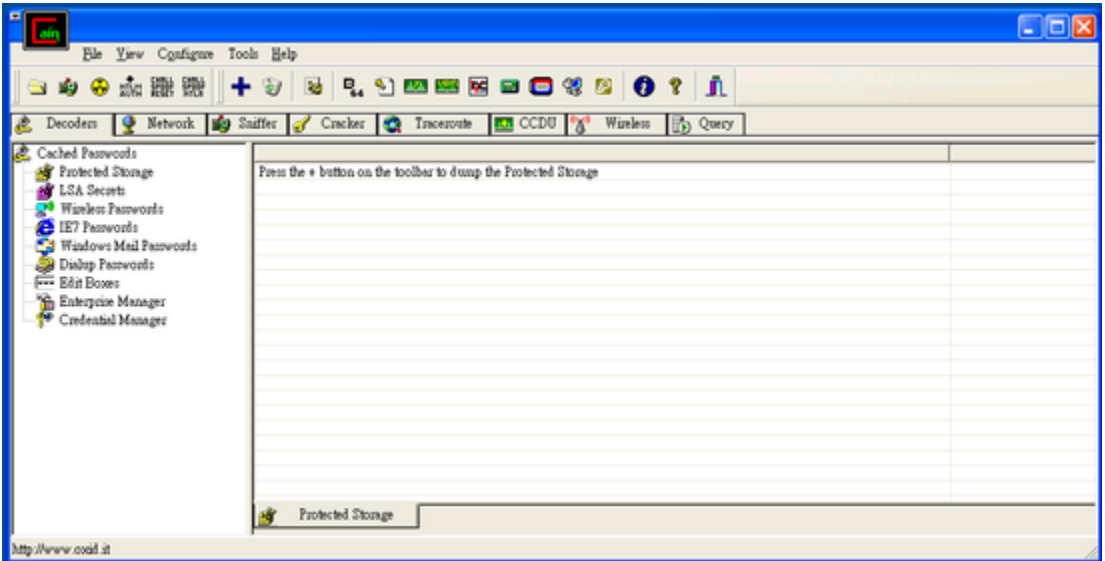 Cain
File View Configure Tools Help
Decoders Network Sniffer Cracker Traceroute CCDU Wireless Query
Cached Passwords
Protected Storage
LSA Secrets
Wireless Passwords
IE7 Passwords
Windows Mail Passwords
Dialup Passwords
Edit Boxes
Enterprise Manager
Credential Manager
Press the + button on the toolbar to dump the Protected Storage
Protected Storage
http://www.oxid.it